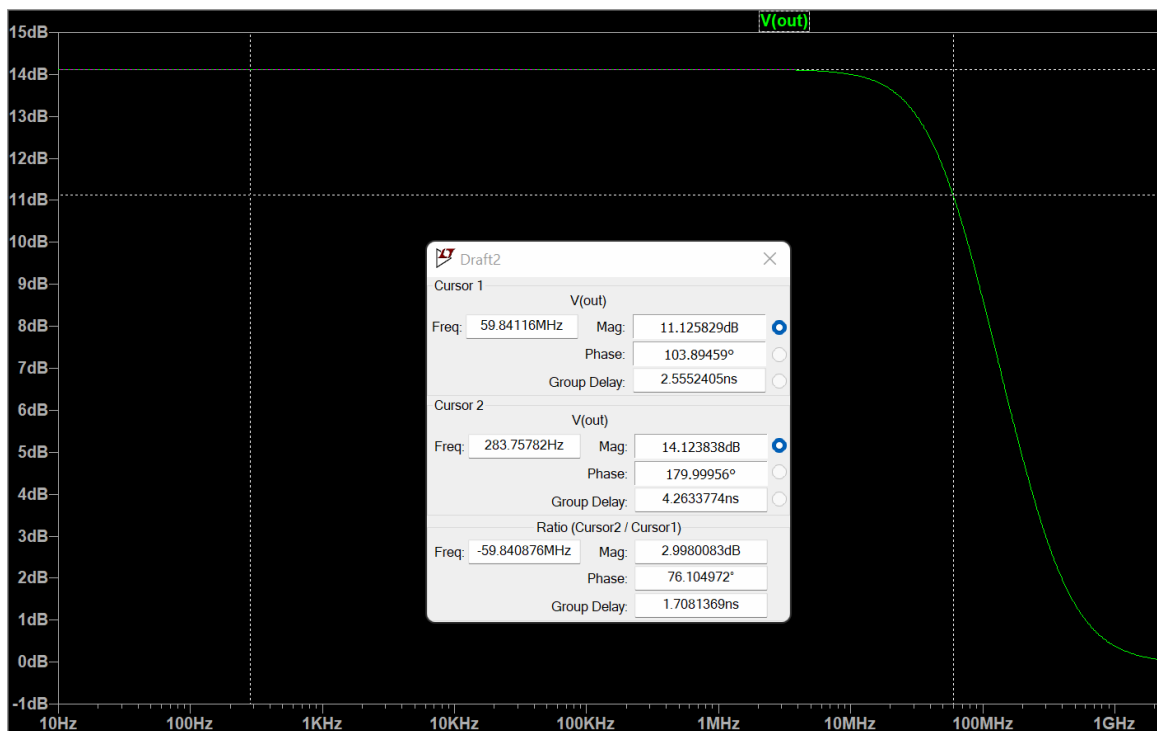 V(out)
15dB
14dB
13dB
12dB
11dB
10dB
9dB
8dB
7dB
6dB
5dB
4dB
3dB
2dB
1dB
0dB
-1dB
10Hz 100Hz 1KHz 10KHz 100KHz 1MHz 10MHz 100MHz 1GHz
Draft2
Cursor 1
V(out)
Freq: 59.84116MHz Mag: 11.125829dB
Phase: 103.89459°
Group Delay: 2.5552405ns
Cursor 2
V(out)
Freq: 283.75782Hz Mag: 14.123838dB
Phase: 179.99956°
Group Delay: 4.2633774ns
Ratio (Cursor2 / Cursor1)
Freq: -59.840876MHz Mag: 2.9980083dB
Phase: 76.104972°
Group Delay: 1.7081369ns